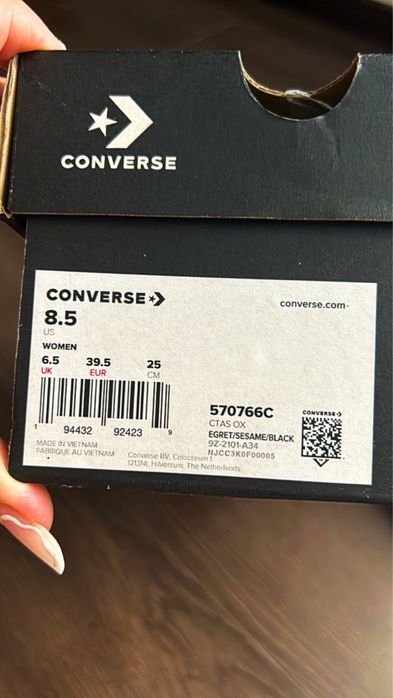 CONVERSE
CONVERSE
converse.com
8.5
US
WOMEN
6.5 39.5 25
UK EUR CM
1 94432 92423 9
MADE IN VIETNAM
FABRIQUÉ AU VIETNAM
Converse BV, Colosseum 1
1213NL Hilversum, The Netherlands
570766C
CTAS OX
EGRET/SESAME/BLACK
9Z-2101-A34
NJCC3K0F00005
CONVERSE